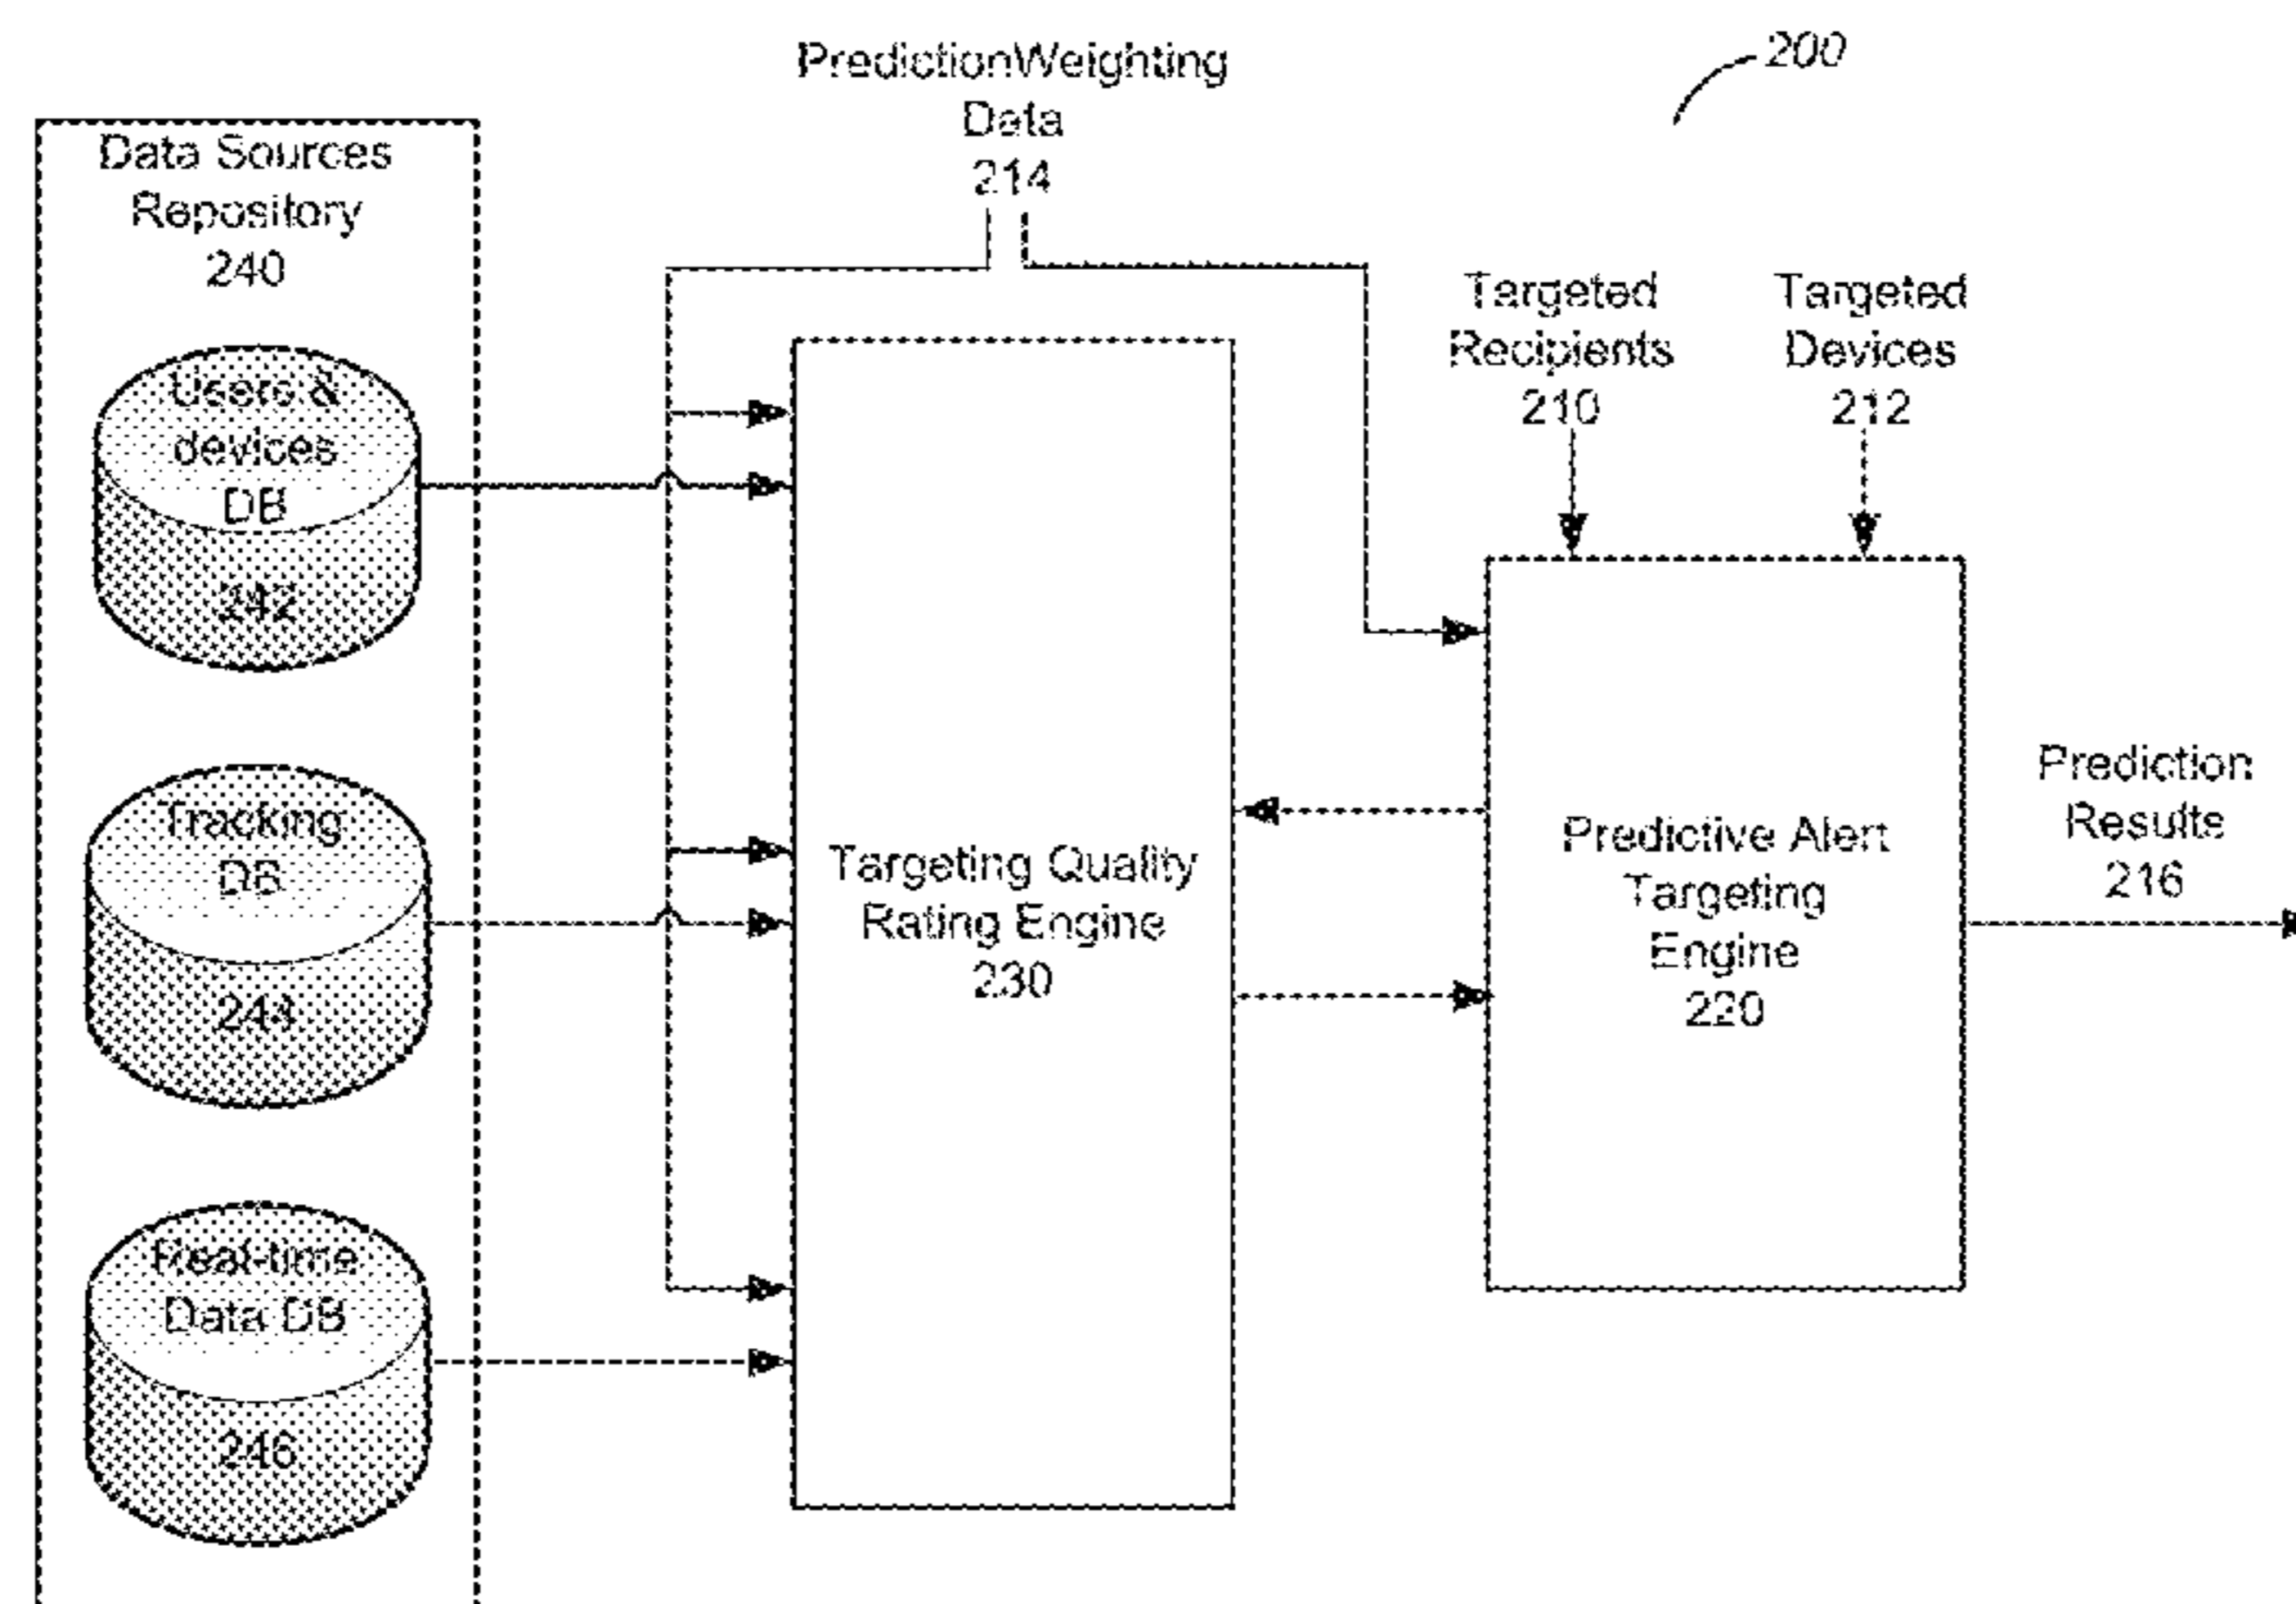 PredictionWeighting
Data
214
200
Data Sources
Repository
240
Users &
devices
DB
242
Tracking
DB
244
Real-time
Data DB
246
Targeting Quality
Rating Engine
230
Targeted
Recipients
210
Targeted
Devices
212
Predictive Alert
Targeting
Engine
220
Prediction
Results
216